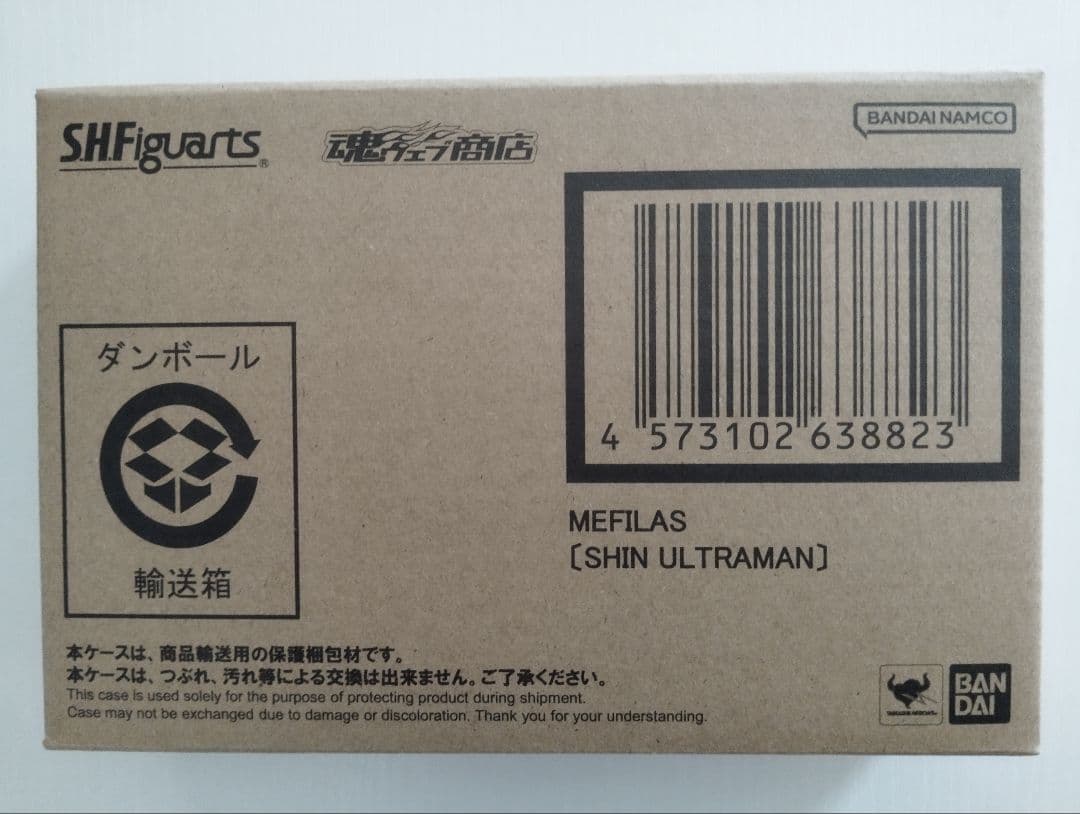 S.H.Figuarts®
魂ウェブ商店
BANDAI NAMCO
4 573102 638823
MEFILAS
〔SHIN ULTRAMAN〕
ダンボール
輸送箱
本ケースは、商品輸送用の保護梱包材です。
本ケースは、つぶれ、汚れ等による交換は出来ません。ご了承ください。
This case is used solely for the purpose of protecting product during shipment.
Case may not be exchanged due to damage or discoloration. Thank you for your understanding.
BAN
DAI